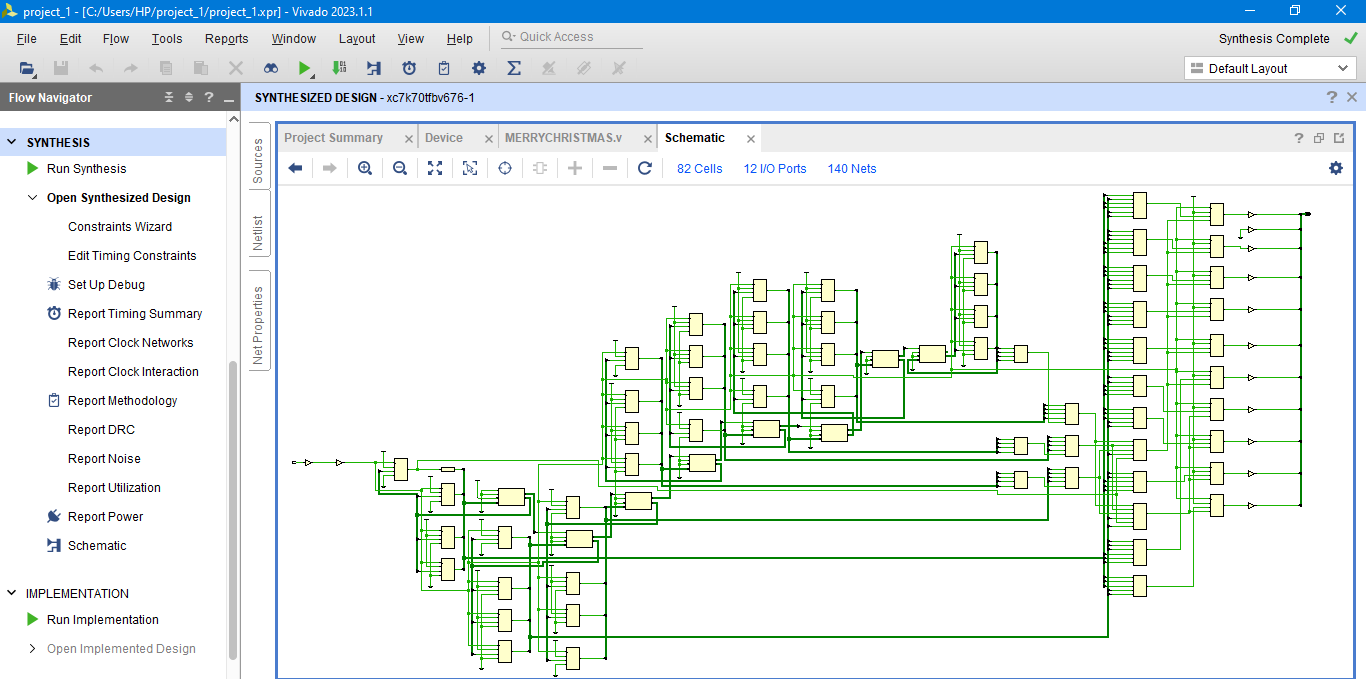 project_1 - [C:/Users/HP/project_1/project_1.xpr] - Vivado 2023.1.1
File Edit Flow Tools Reports Window Layout View Help Quick Access Synthesis Complete
Default Layout
Flow Navigator
SYNTHESIZED DESIGN - xc7k70tfbv676-1
SYNTHESIS
Run Synthesis
Open Synthesized Design
Constraints Wizard
Edit Timing Constraints
Set Up Debug
Report Timing Summary
Report Clock Networks
Report Clock Interaction
Report Methodology
Report DRC
Report Noise
Report Utilization
Report Power
Schematic
IMPLEMENTATION
Run Implementation
Open Implemented Design
Sources
Netlist
Net Properties
Project Summary Device MERRYCHRISTMAS.v Schematic
82 Cells 12 I/O Ports 140 Nets